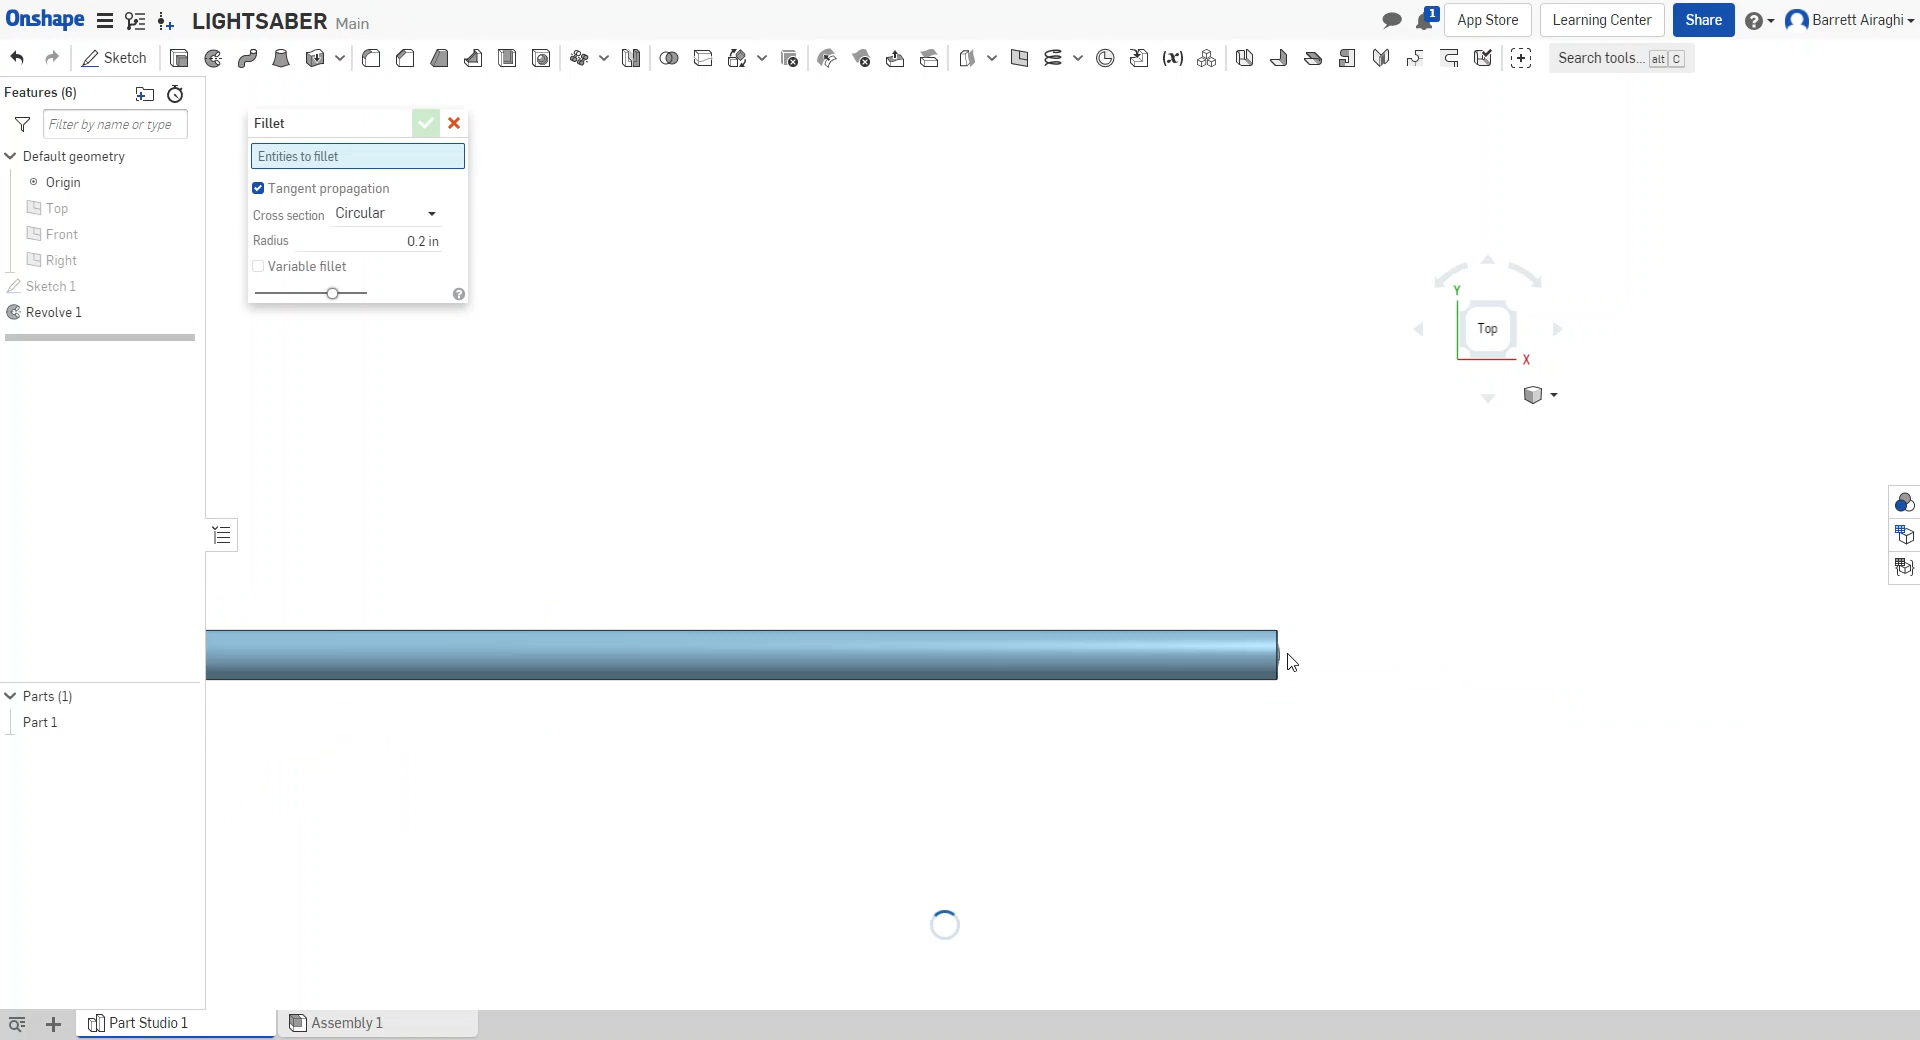 Onshape
LIGHTSABER Main
1
App Store
Learning Center
Share
Barrett Airaghi
Sketch
(x)
Search tools... alt C
Features (6)
Filter by name or type
Default geometry
Origin
Top
Front
Right
Sketch 1
Revolve 1
Fillet
Entities to fillet
Tangent propagation
Cross section Circular
Radius 0.2 in
Variable fillet
Y
Top
X
Parts (1)
Part 1
Part Studio 1
Assembly 1